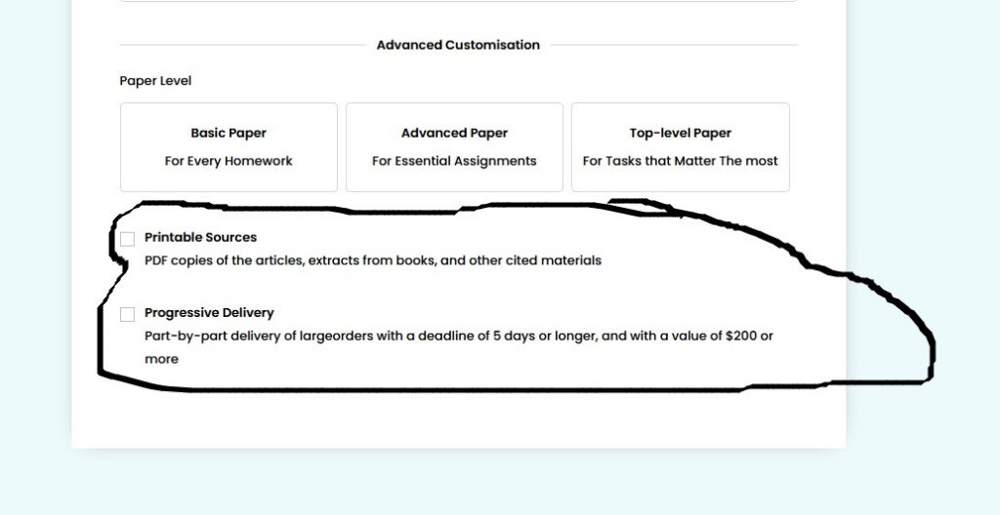 Advanced Customisation
Paper Level
Basic Paper
For Every Homework
Advanced Paper
For Essential Assignments
Top-level Paper
For Tasks that Matter The most
Printable Sources
PDF copies of the articles, extracts from books, and other cited materials
Progressive Delivery
Part-by-part delivery of largeorders with a deadline of 5 days or longer, and with a value of $200 or
more